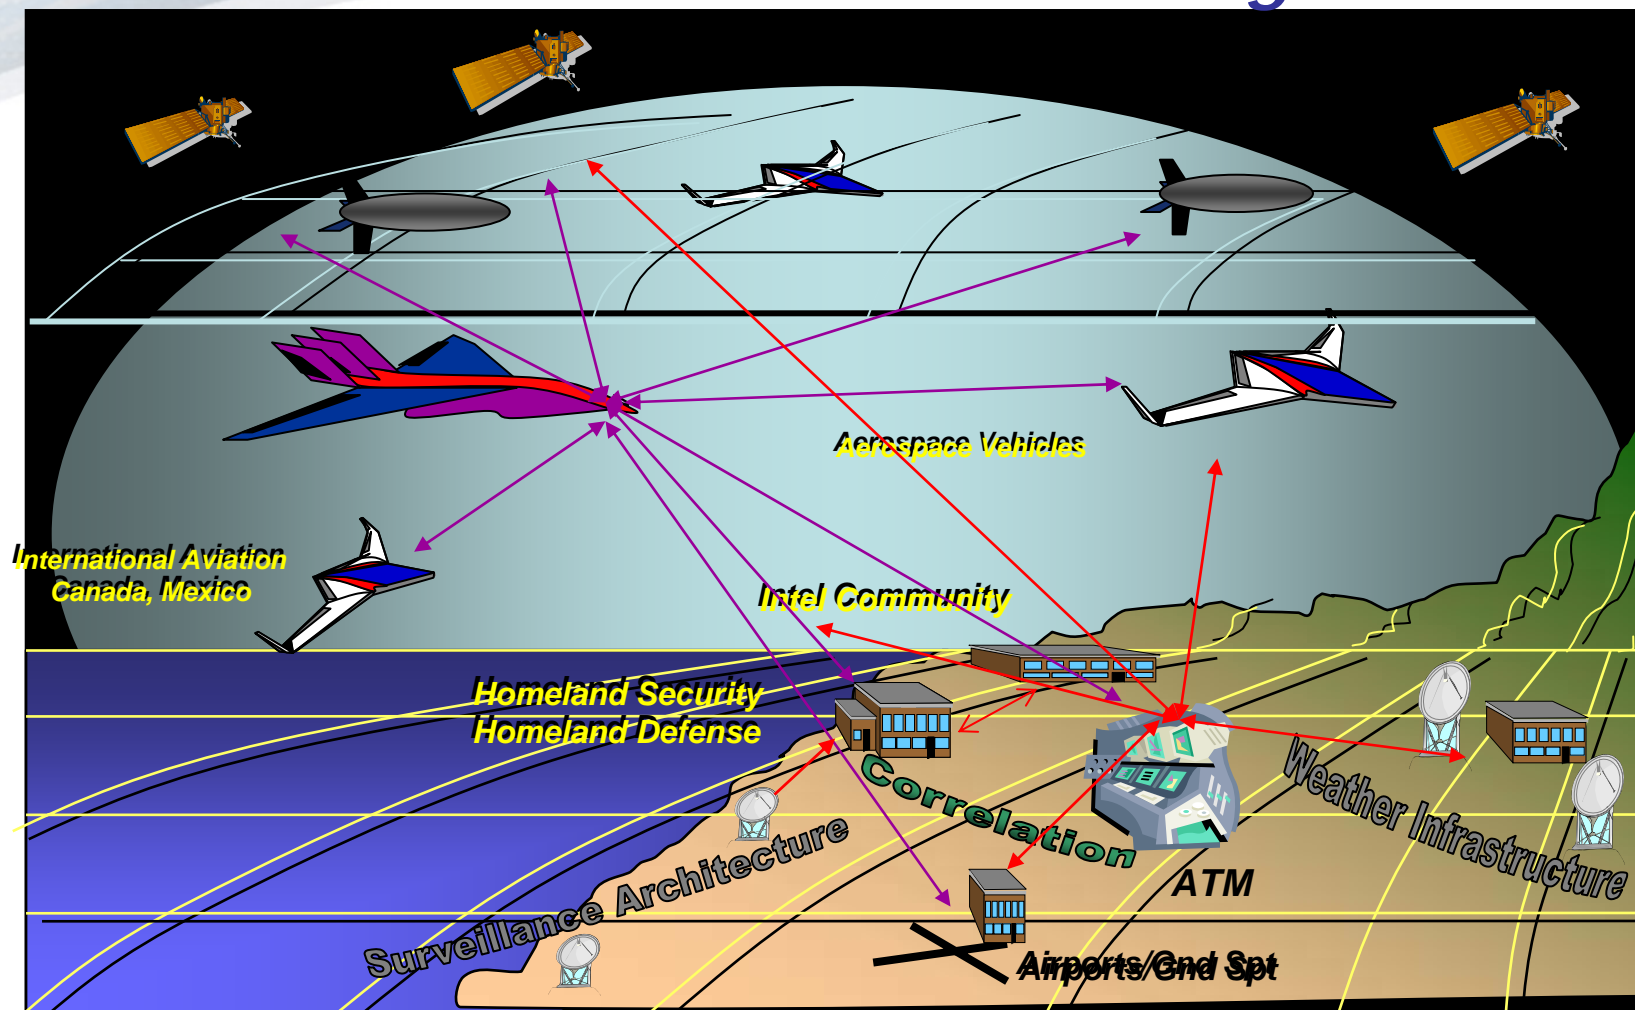 Aerospace Vehicles
International Aviation
Canada, Mexico
Intel Community
Homeland Security
Homeland Defense
Correlation
Weather Infrastructure
Surveillance Architecture
ATM
Airports/Gnd Spt